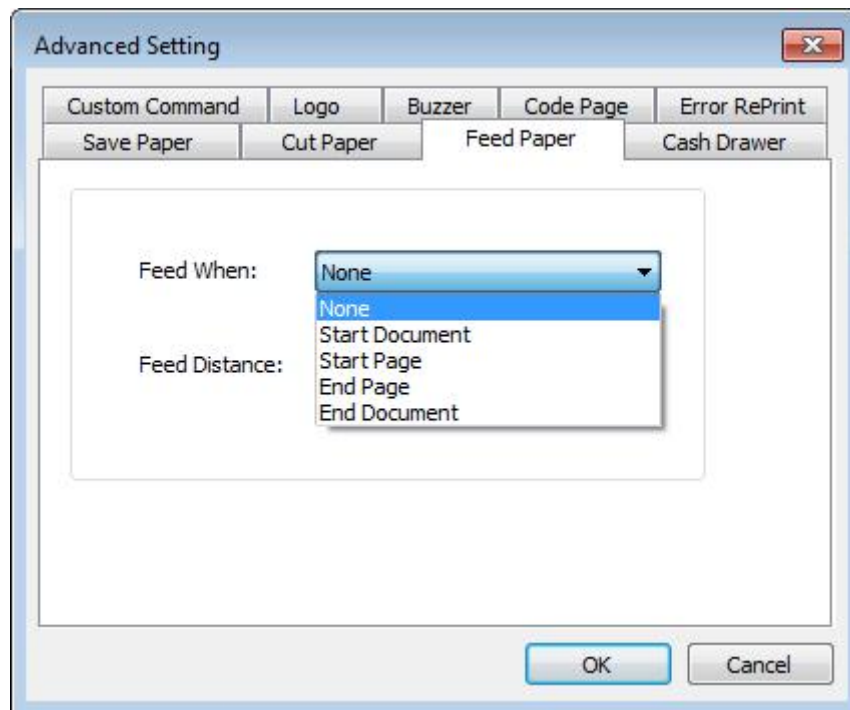 Advanced Setting
Custom Command Logo Buzzer Code Page Error RePrint
Save Paper Cut Paper Feed Paper Cash Drawer
Feed When: None
None
Start Document
Feed Distance: Start Page
End Page
End Document
OK Cancel